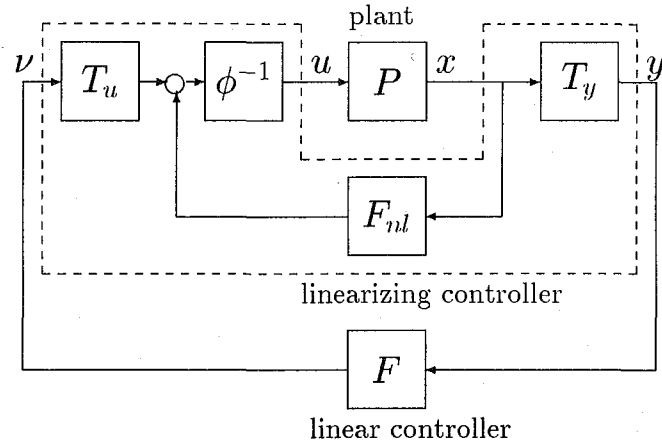 plant
ν T_u φ⁻¹ u P x T_y y
F_{nl}
linearizing controller
F
linear controller